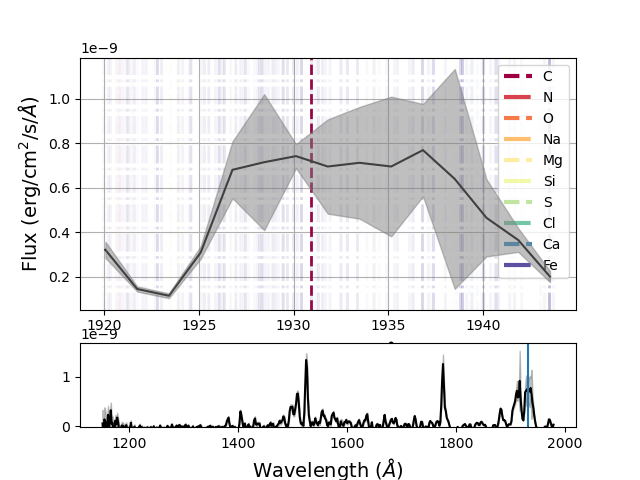 1e−9
Flux (erg/cm²/s/Å)
1.0
0.8
0.6
0.4
0.2
C
N
O
Na
Mg
Si
S
Cl
Ca
Fe
1920 1925 1930 1935 1940
1e−9
1
0
1200 1400 1600 1800 2000
Wavelength (Å)